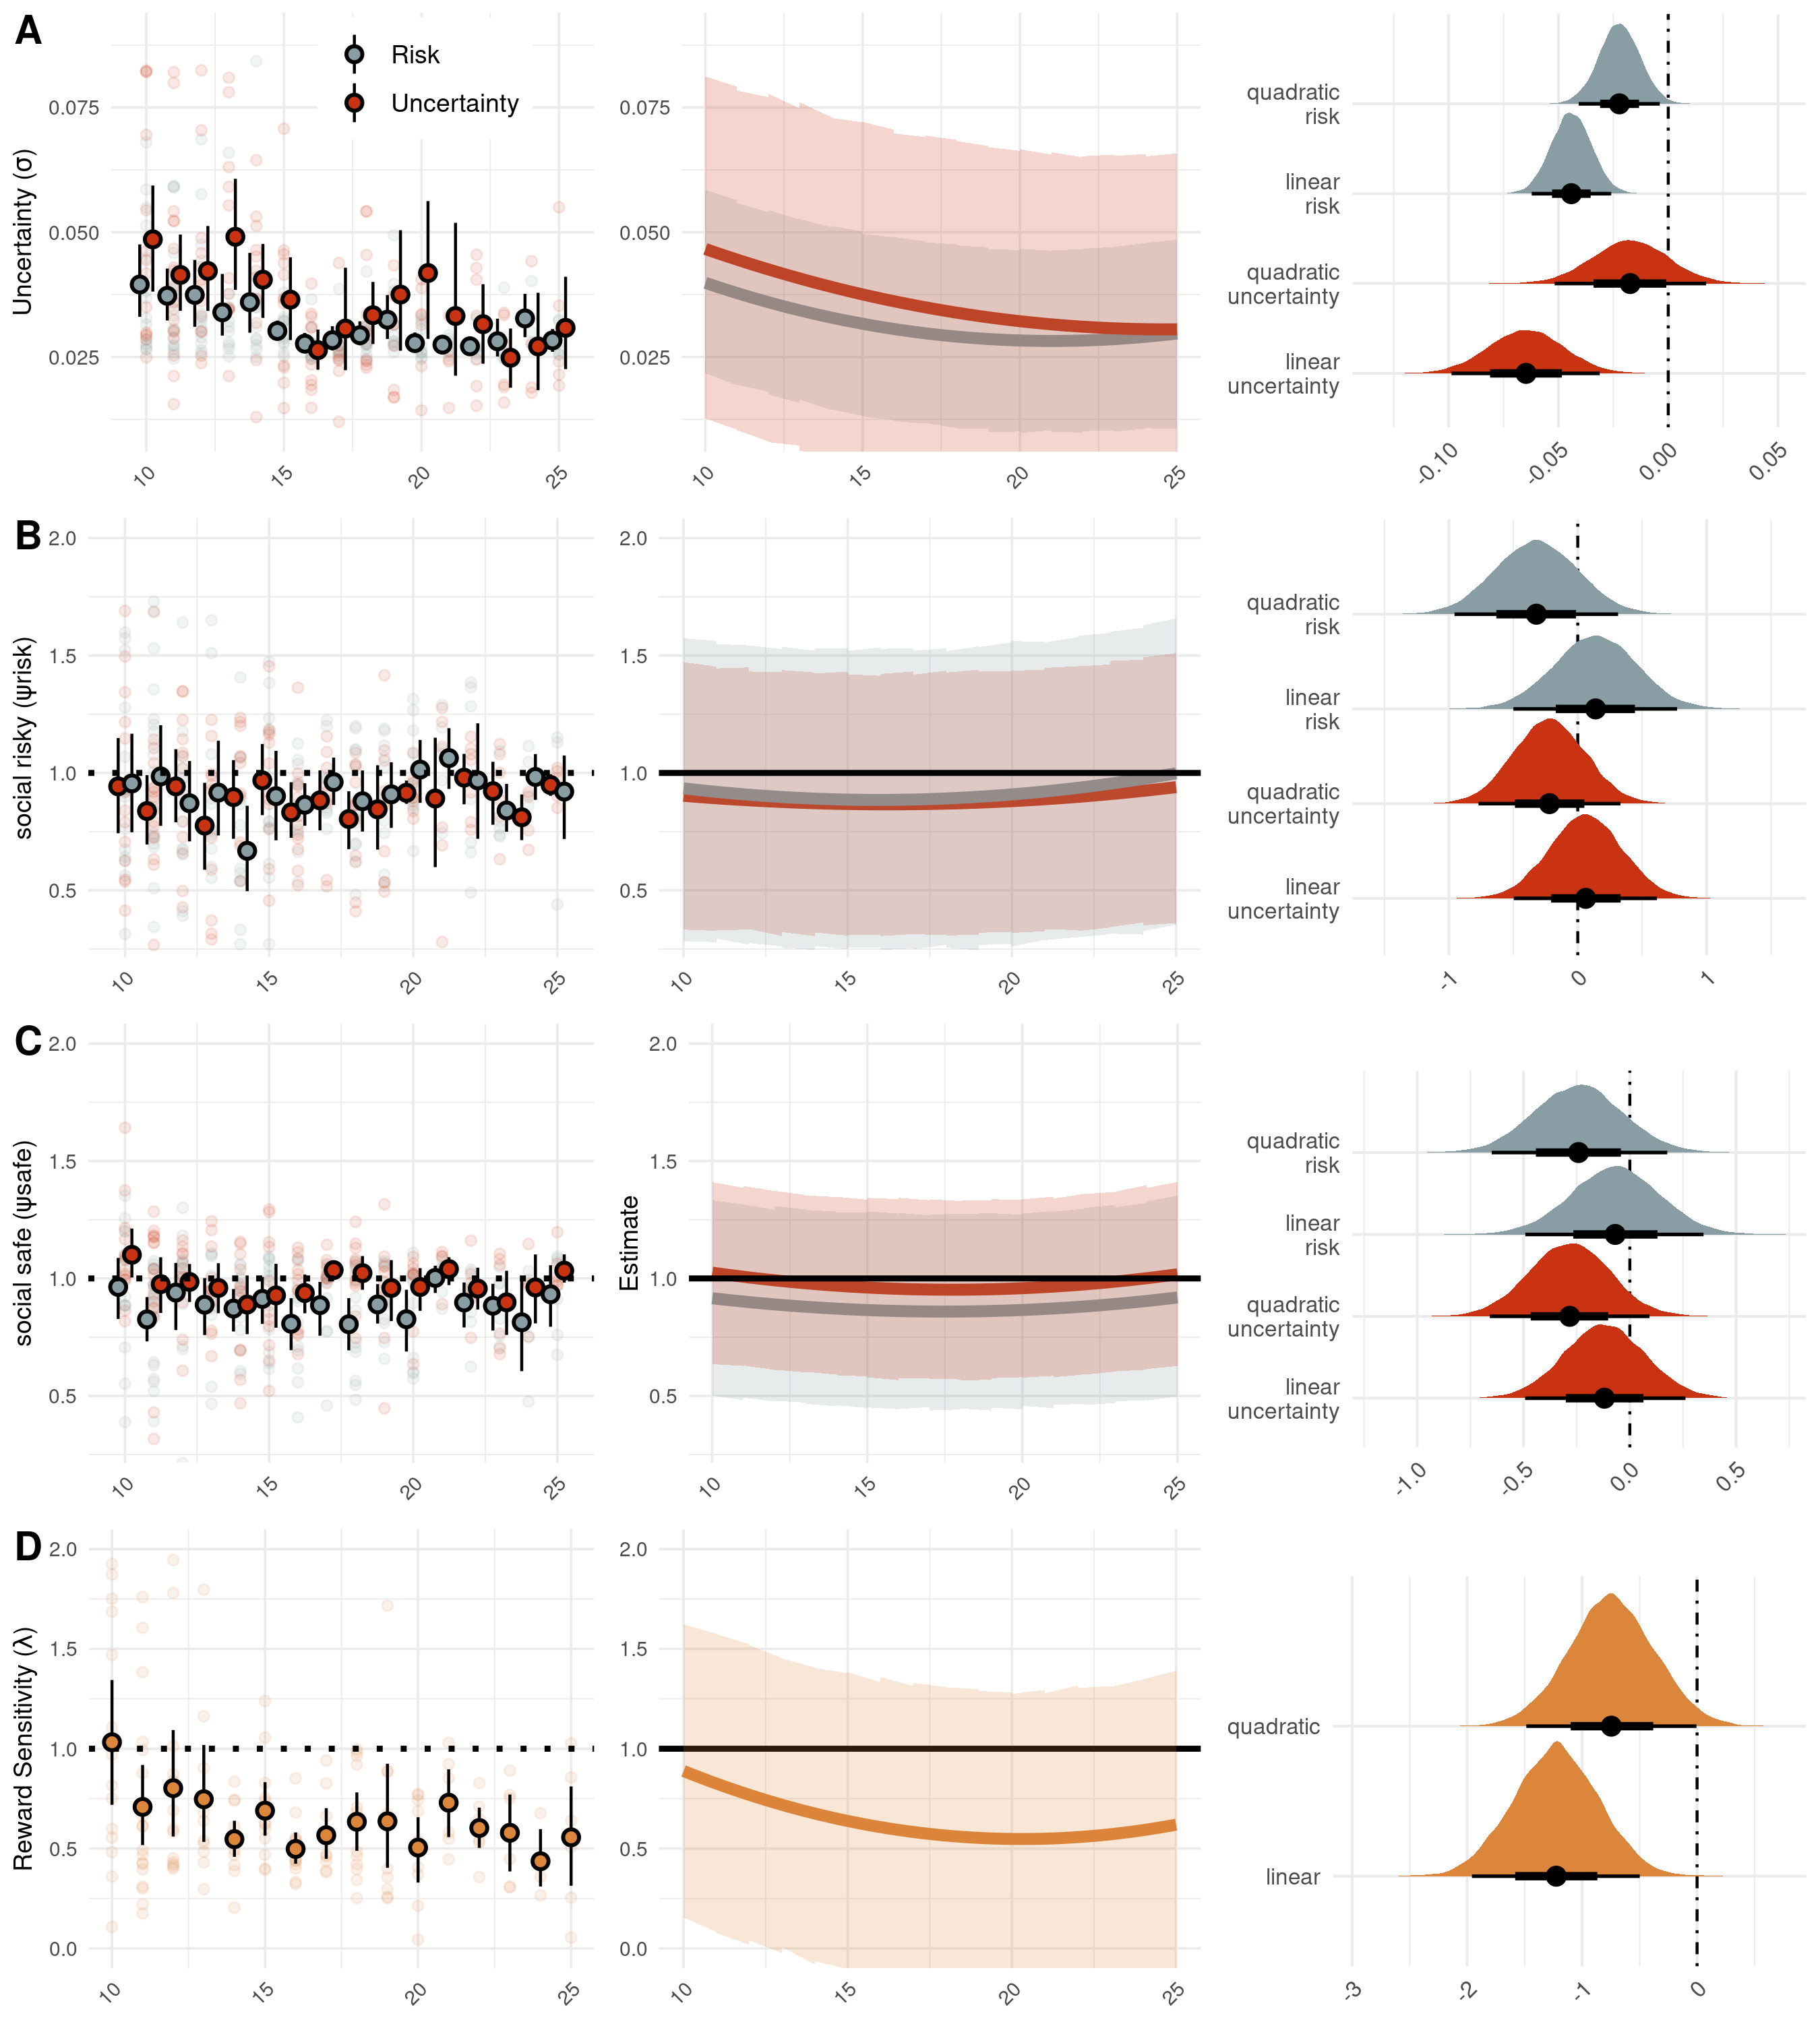 A
Risk
Uncertainty
Uncertainty (σ)
0.075
0.050
0.025
10
15
20
25
0.075
0.050
0.025
10
15
20
25
quadratic
risk
linear
risk
quadratic
uncertainty
linear
uncertainty
-0.10
-0.05
0.00
0.05
B
social risky (ψrisk)
2.0
1.5
1.0
0.5
10
15
20
25
2.0
1.5
1.0
0.5
10
15
20
25
quadratic
risk
linear
risk
quadratic
uncertainty
linear
uncertainty
-1
0
1
C
social safe (ψsafe)
2.0
1.5
1.0
0.5
10
15
20
25
Estimate
2.0
1.5
1.0
0.5
10
15
20
25
quadratic
risk
linear
risk
quadratic
uncertainty
linear
uncertainty
-1.0
-0.5
0.0
0.5
D
Reward Sensitivity (λ)
2.0
1.5
1.0
0.5
0.0
10
15
20
25
2.0
1.5
1.0
0.5
0.0
10
15
20
25
quadratic
linear
-3
-2
-1
0